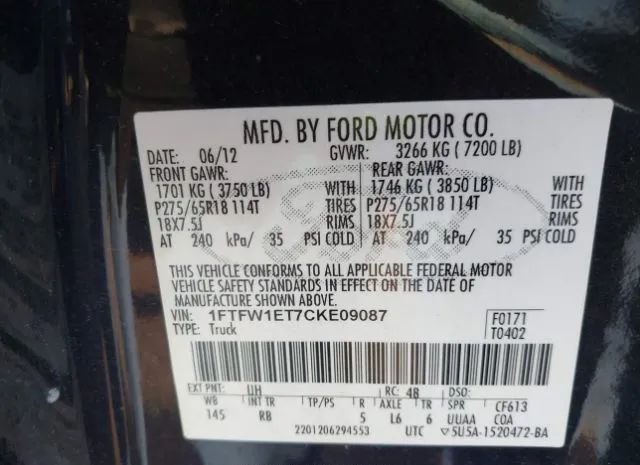 MFD. BY FORD MOTOR CO.
DATE: 06/12 GVWR: 3266 KG ( 7200 LB)
FRONT GAWR: REAR GAWR:
1701 KG ( 3750 LB) WITH 1746 KG ( 3850 LB) WITH
P275/65R18 114T TIRES P275/65R18 114T TIRES
18X7.5J RIMS 18X7.5J RIMS
AT 240 kPa/ 35 PSI COLD AT 240 kPa/ 35 PSI COLD
THIS VEHICLE CONFORMS TO ALL APPLICABLE FEDERAL MOTOR
VEHICLE SAFETY STANDARDS IN EFFECT ON THE DATE OF
MANUFACTURE SHOWN ABOVE.
VIN: 1FTFW1ET7CKE09087 F0171
TYPE: Truck T0402
EXT PNT: UH RC: 4B DSO:
WB INT TR TP/PS R AXLE TR SPR CF613
145 RB 5 L6 6 UUAA COA
2201206294553 UTC 5U5A-1520472-BA